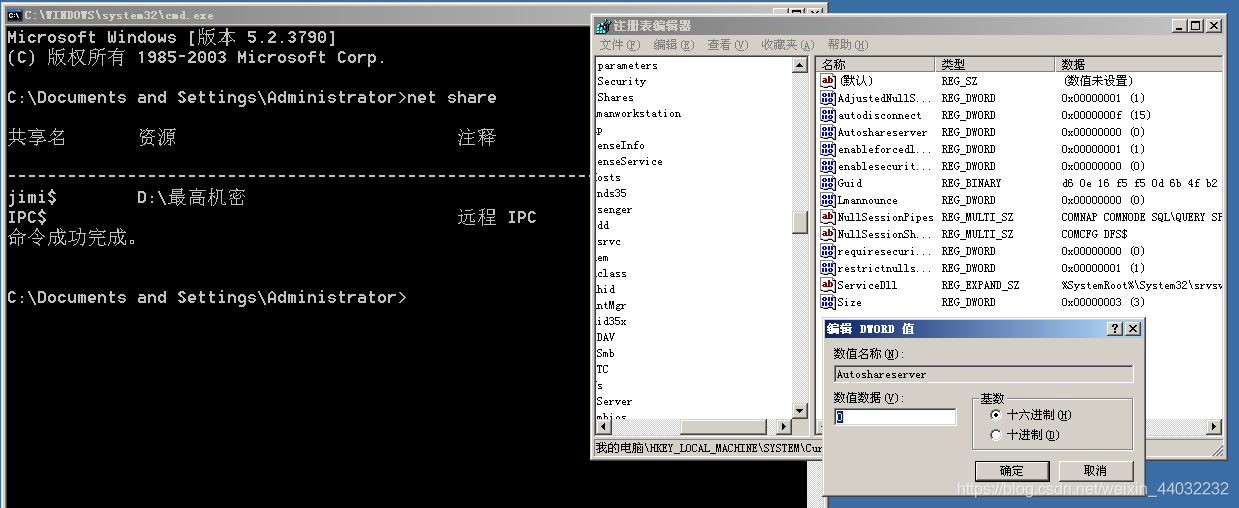 C:\WINDOWS\system32\cmd.exe
Microsoft Windows [版本 5.2.3790]
(C) 版权所有 1985-2003 Microsoft Corp.
C:\Documents and Settings\Administrator>net share
共享名 资源 注释
-------------------------------------------------------------------------------
jimi$ D:\最高机密
IPC$ 远程 IPC
命令成功完成。
C:\Documents and Settings\Administrator>
注册表编辑器
文件(F) 编辑(E) 查看(V) 收藏夹(A) 帮助(H)
parameters
Security
Shares
manworkstation
p
enseInfo
enseService
Hosts
nds35
senger
dd
srvc
em
class
hid
ntMgr
id35x
DAV
Smb
TC
s
Server
mbios
名称 类型 数据
(默认) REG_SZ (数值未设置)
AdjustedNullS... REG_DWORD 0x00000001 (1)
autodisconnect REG_DWORD 0x0000000f (15)
Autoshareserver REG_DWORD 0x00000000 (0)
enableforcedl... REG_DWORD 0x00000001 (1)
enablesecurit... REG_DWORD 0x00000000 (0)
Guid REG_BINARY d6 0e 16 f5 f5 0d 6b 4f b2
Lmannounce REG_DWORD 0x00000000 (0)
NullSessionPipes REG_MULTI_SZ COMNAP COMNODE SQL\QUERY SP
NullSessionSh... REG_MULTI_SZ COMCFG DFS$
requiresecuri... REG_DWORD 0x00000000 (0)
restrictnulls... REG_DWORD 0x00000001 (1)
ServiceDll REG_EXPAND_SZ %SystemRoot%\System32\srvsv
Size REG_DWORD 0x00000003 (3)
我的电脑\HKEY_LOCAL_MACHINE\SYSTEM\Cur
编辑 DWORD 值
数值名称(N):
Autoshareserver
数值数据(V):
0
基数
十六进制(H)
十进制(D)
确定 取消
https://blog.csdn.net/weixin_44032232